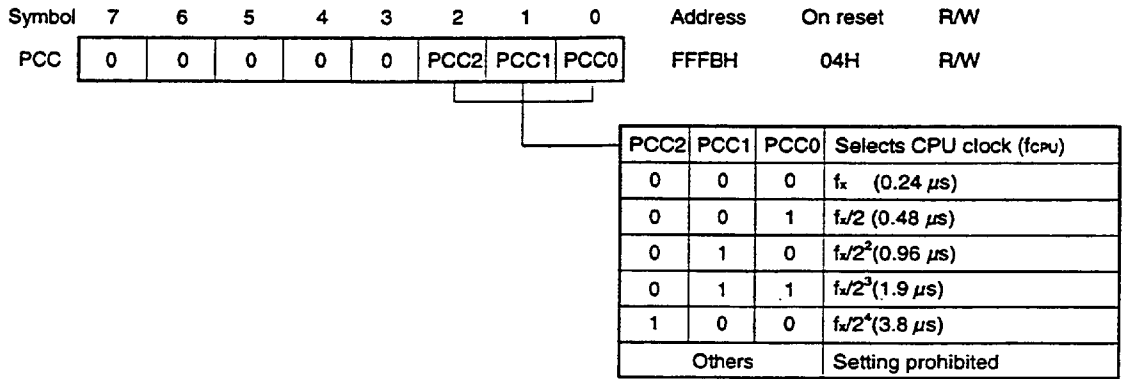 Symbol 7 6 5 4 3 2 1 0 Address On reset R/W
PCC 0 0 0 0 0 PCC2 PCC1 PCC0 FFFBH 04H R/W
PCC2 PCC1 PCC0 Selects CPU clock (fCPU)
0 0 0 fx (0.24 μs)
0 0 1 fx/2 (0.48 μs)
0 1 0 fx/2²(0.96 μs)
0 1 1 fx/2³(1.9 μs)
1 0 0 fx/2⁴(3.8 μs)
Others Setting prohibited